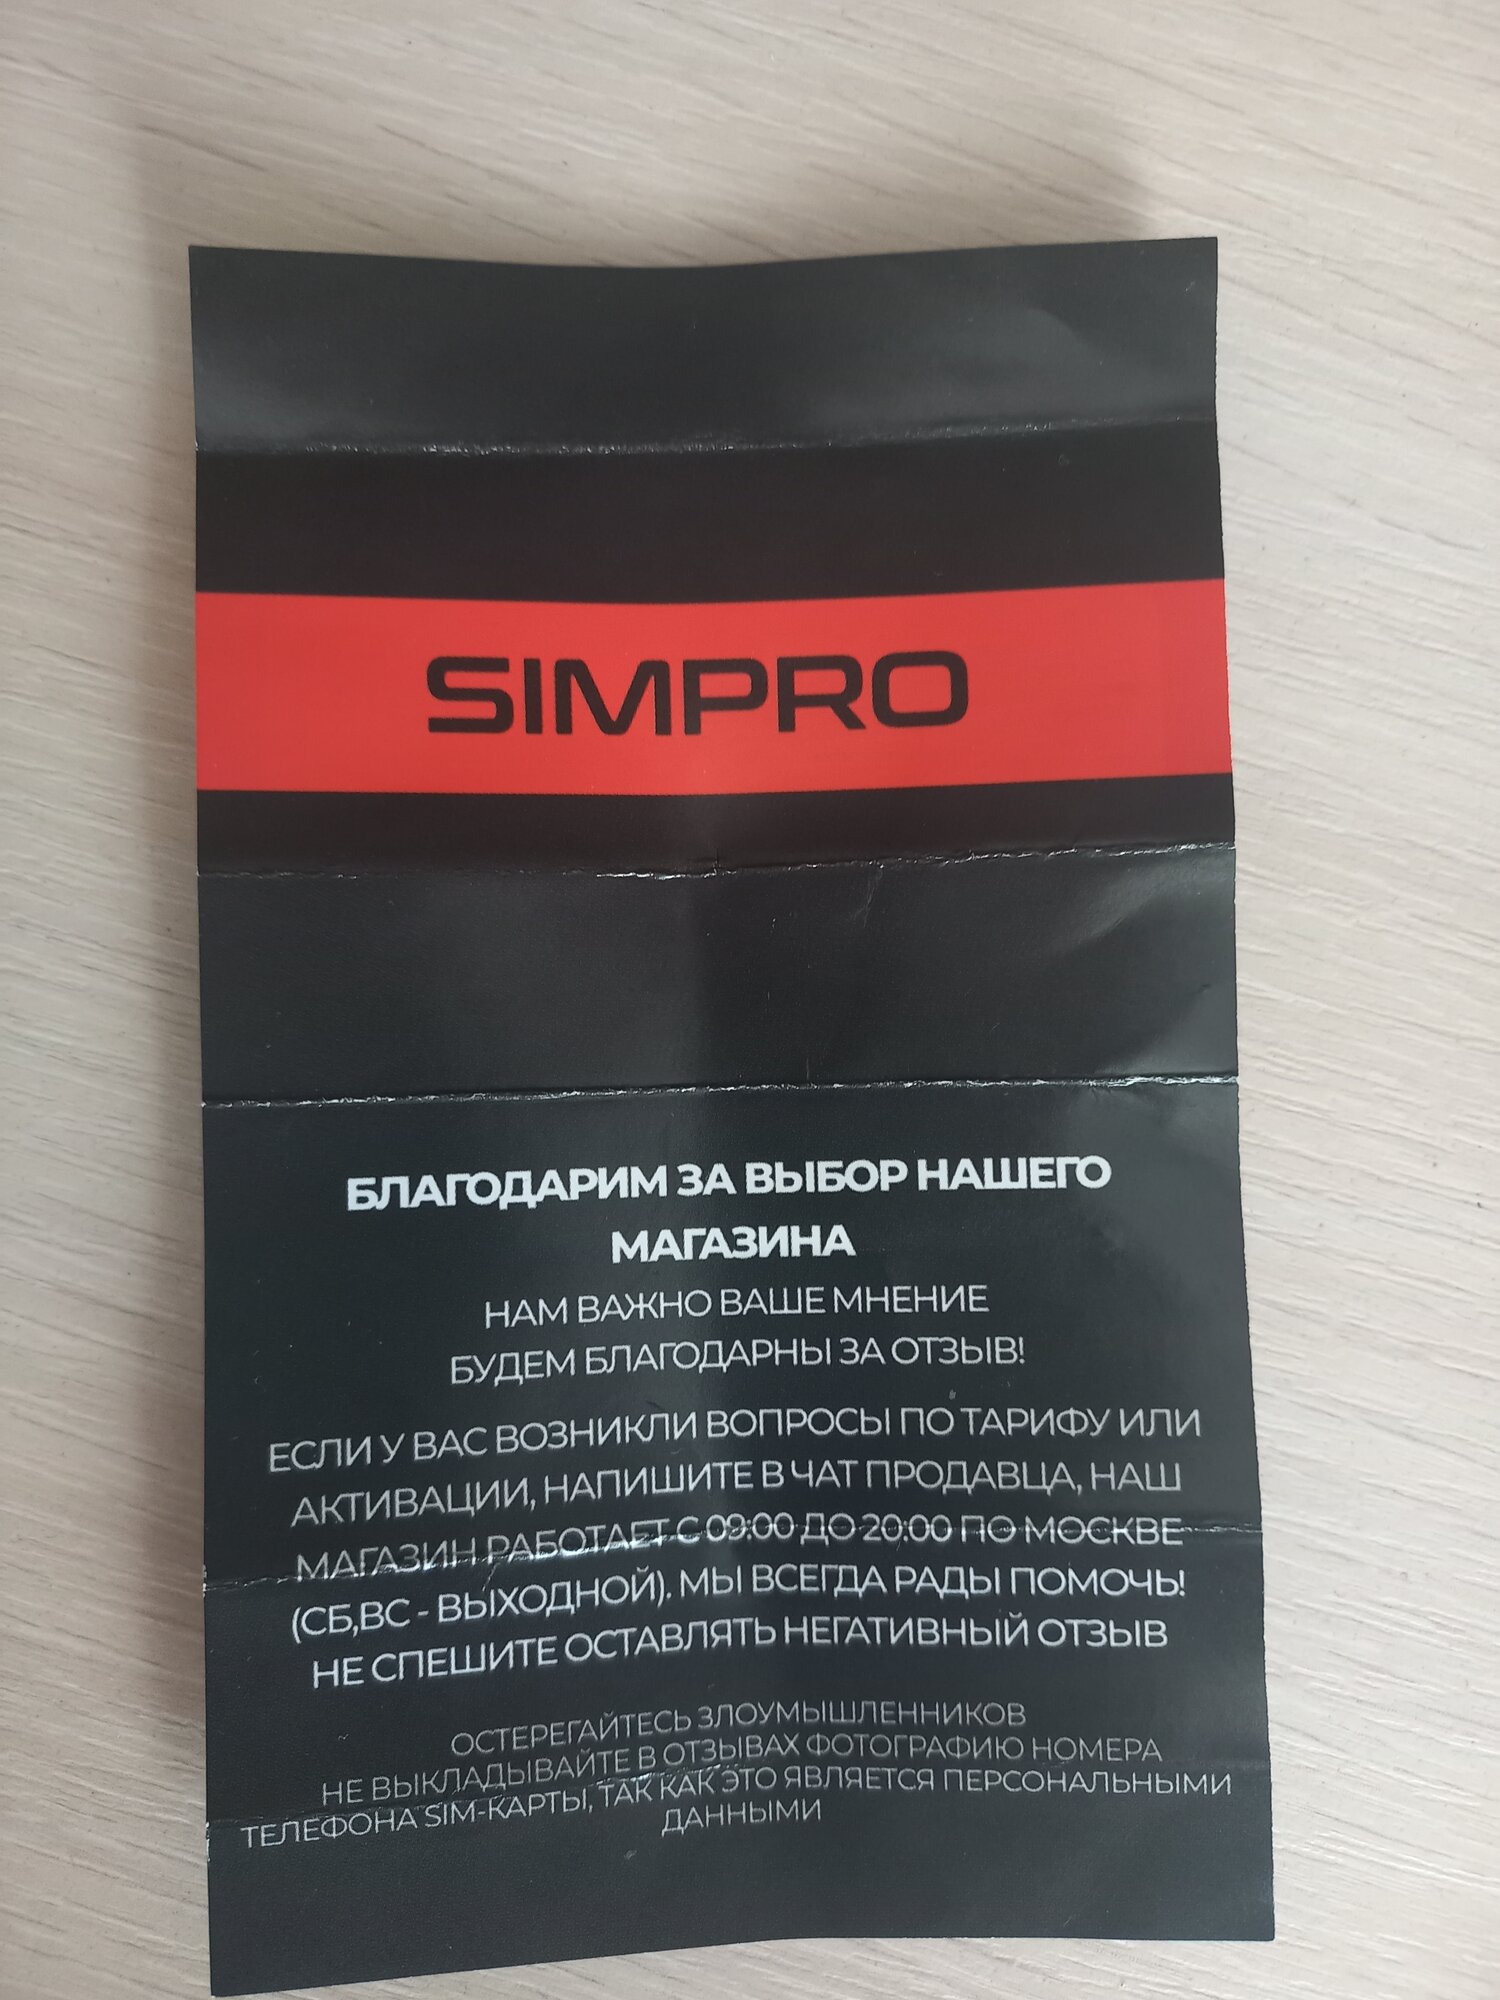 SIMPRO
БЛАГОДАРИМ ЗА ВЫБОР НАШЕГО
МАГАЗИНА
НАМ ВАЖНО ВАШЕ МНЕНИЕ
БУДЕМ БЛАГОДАРНЫ ЗА ОТЗЫВ!
ЕСЛИ У ВАС ВОЗНИКЛИ ВОПРОСЫ ПО ТАРИФУ ИЛИ
АКТИВАЦИИ, НАПИШИТЕ В ЧАТ ПРОДАВЦА, НАШ
МАГАЗИН РАБОТАЕТ С 09:00 ДО 20:00 ПО МОСКВЕ
(СБ,ВС - ВЫХОДНОЙ). МЫ ВСЕГДА РАДЫ ПОМОЧЬ!
НЕ СПЕШИТЕ ОСТАВЛЯТЬ НЕГАТИВНЫЙ ОТЗЫВ
ОСТЕРЕГАЙТЕСЬ ЗЛОУМЫШЛЕННИКОВ
НЕ ВЫКЛАДЫВАЙТЕ В ОТЗЫВАХ ФОТОГРАФИЮ НОМЕРА
ТЕЛЕФОНА SIM-КАРТЫ, ТАК КАК ЭТО ЯВЛЯЕТСЯ ПЕРСОНАЛЬНЫМИ
ДАННЫМИ